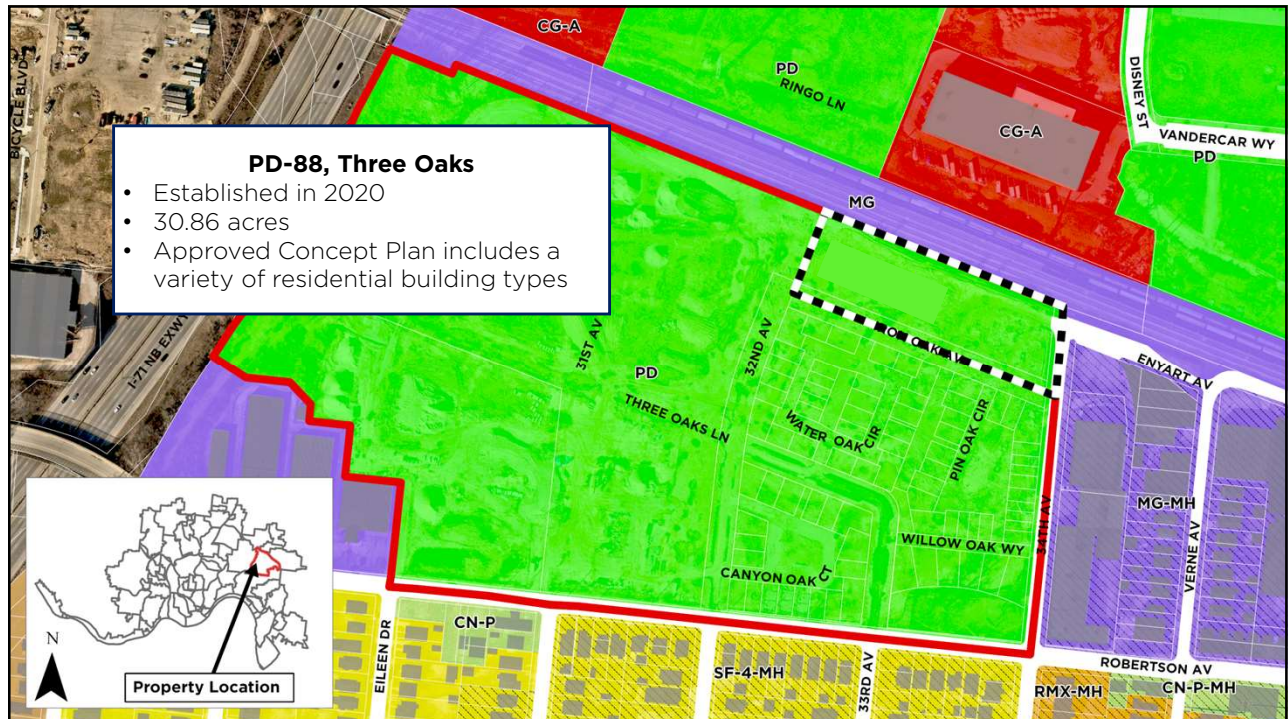 CG-A
PD
RINGO LN
CG-A
DISNEY ST
VANDERCAR WY
PD
BICYCLE BLVD
PD-88, Three Oaks
• Established in 2020
• 30.86 acres
• Approved Concept Plan includes a
variety of residential building types
MG
I-71 NB EXWY
31ST AV
PD
32ND AV
THREE OAKS LN
OAK AV
ENYART AV
WATER OAK CIR
PIN OAK CIR
MG-MH
VERNE AV
34TH AV
WILLOW OAK WY
CANYON OAK CT
N
Property Location
EILEEN DR
CN-P
SF-4-MH
33RD AV
ROBERTSON AV
RMX-MH
CN-P-MH